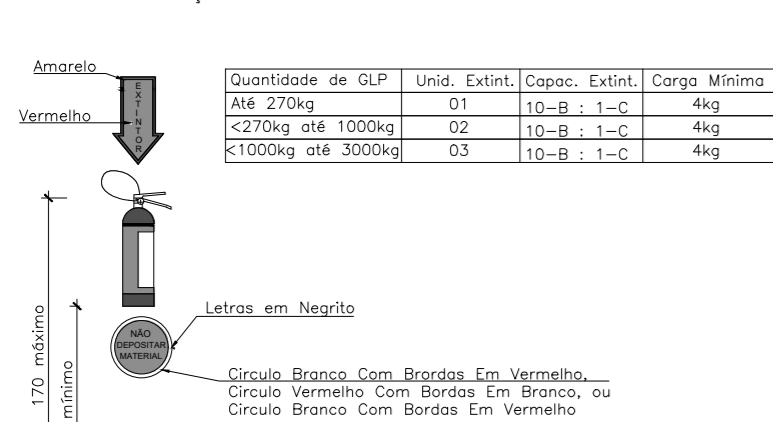 Amarelo
Vermelho
EXTINTOR
Quantidade de GLP Unid. Extint. Capac. Extint. Carga Mínima
Até 270kg 01 10-B : 1-C 4kg
<270kg até 1000kg 02 10-B : 1-C 4kg
<1000kg até 3000kg 03 10-B : 1-C 4kg
Letras em Negrito
NÃO
DEPOSITAR
MATERIAL
Circulo Branco Com Brordas Em Vermelho,
Circulo Vermelho Com Bordas Em Branco, ou
Circulo Branco Com Bordas Em Vermelho
170 máximo
mínimo